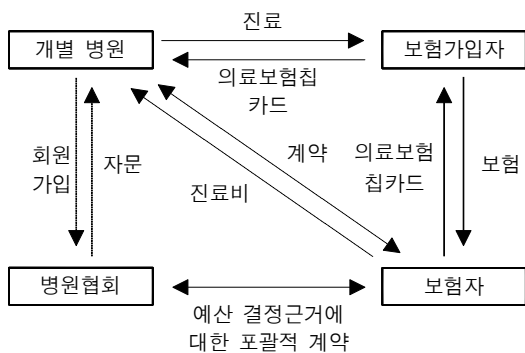 진료
개별 병원
보험가입자
의료보험칩
카드
회원
가입
자문
계약
진료비
의료보험
칩카드
보험
병원협회
보험자
예산 결정근거에
대한 포괄적 계약